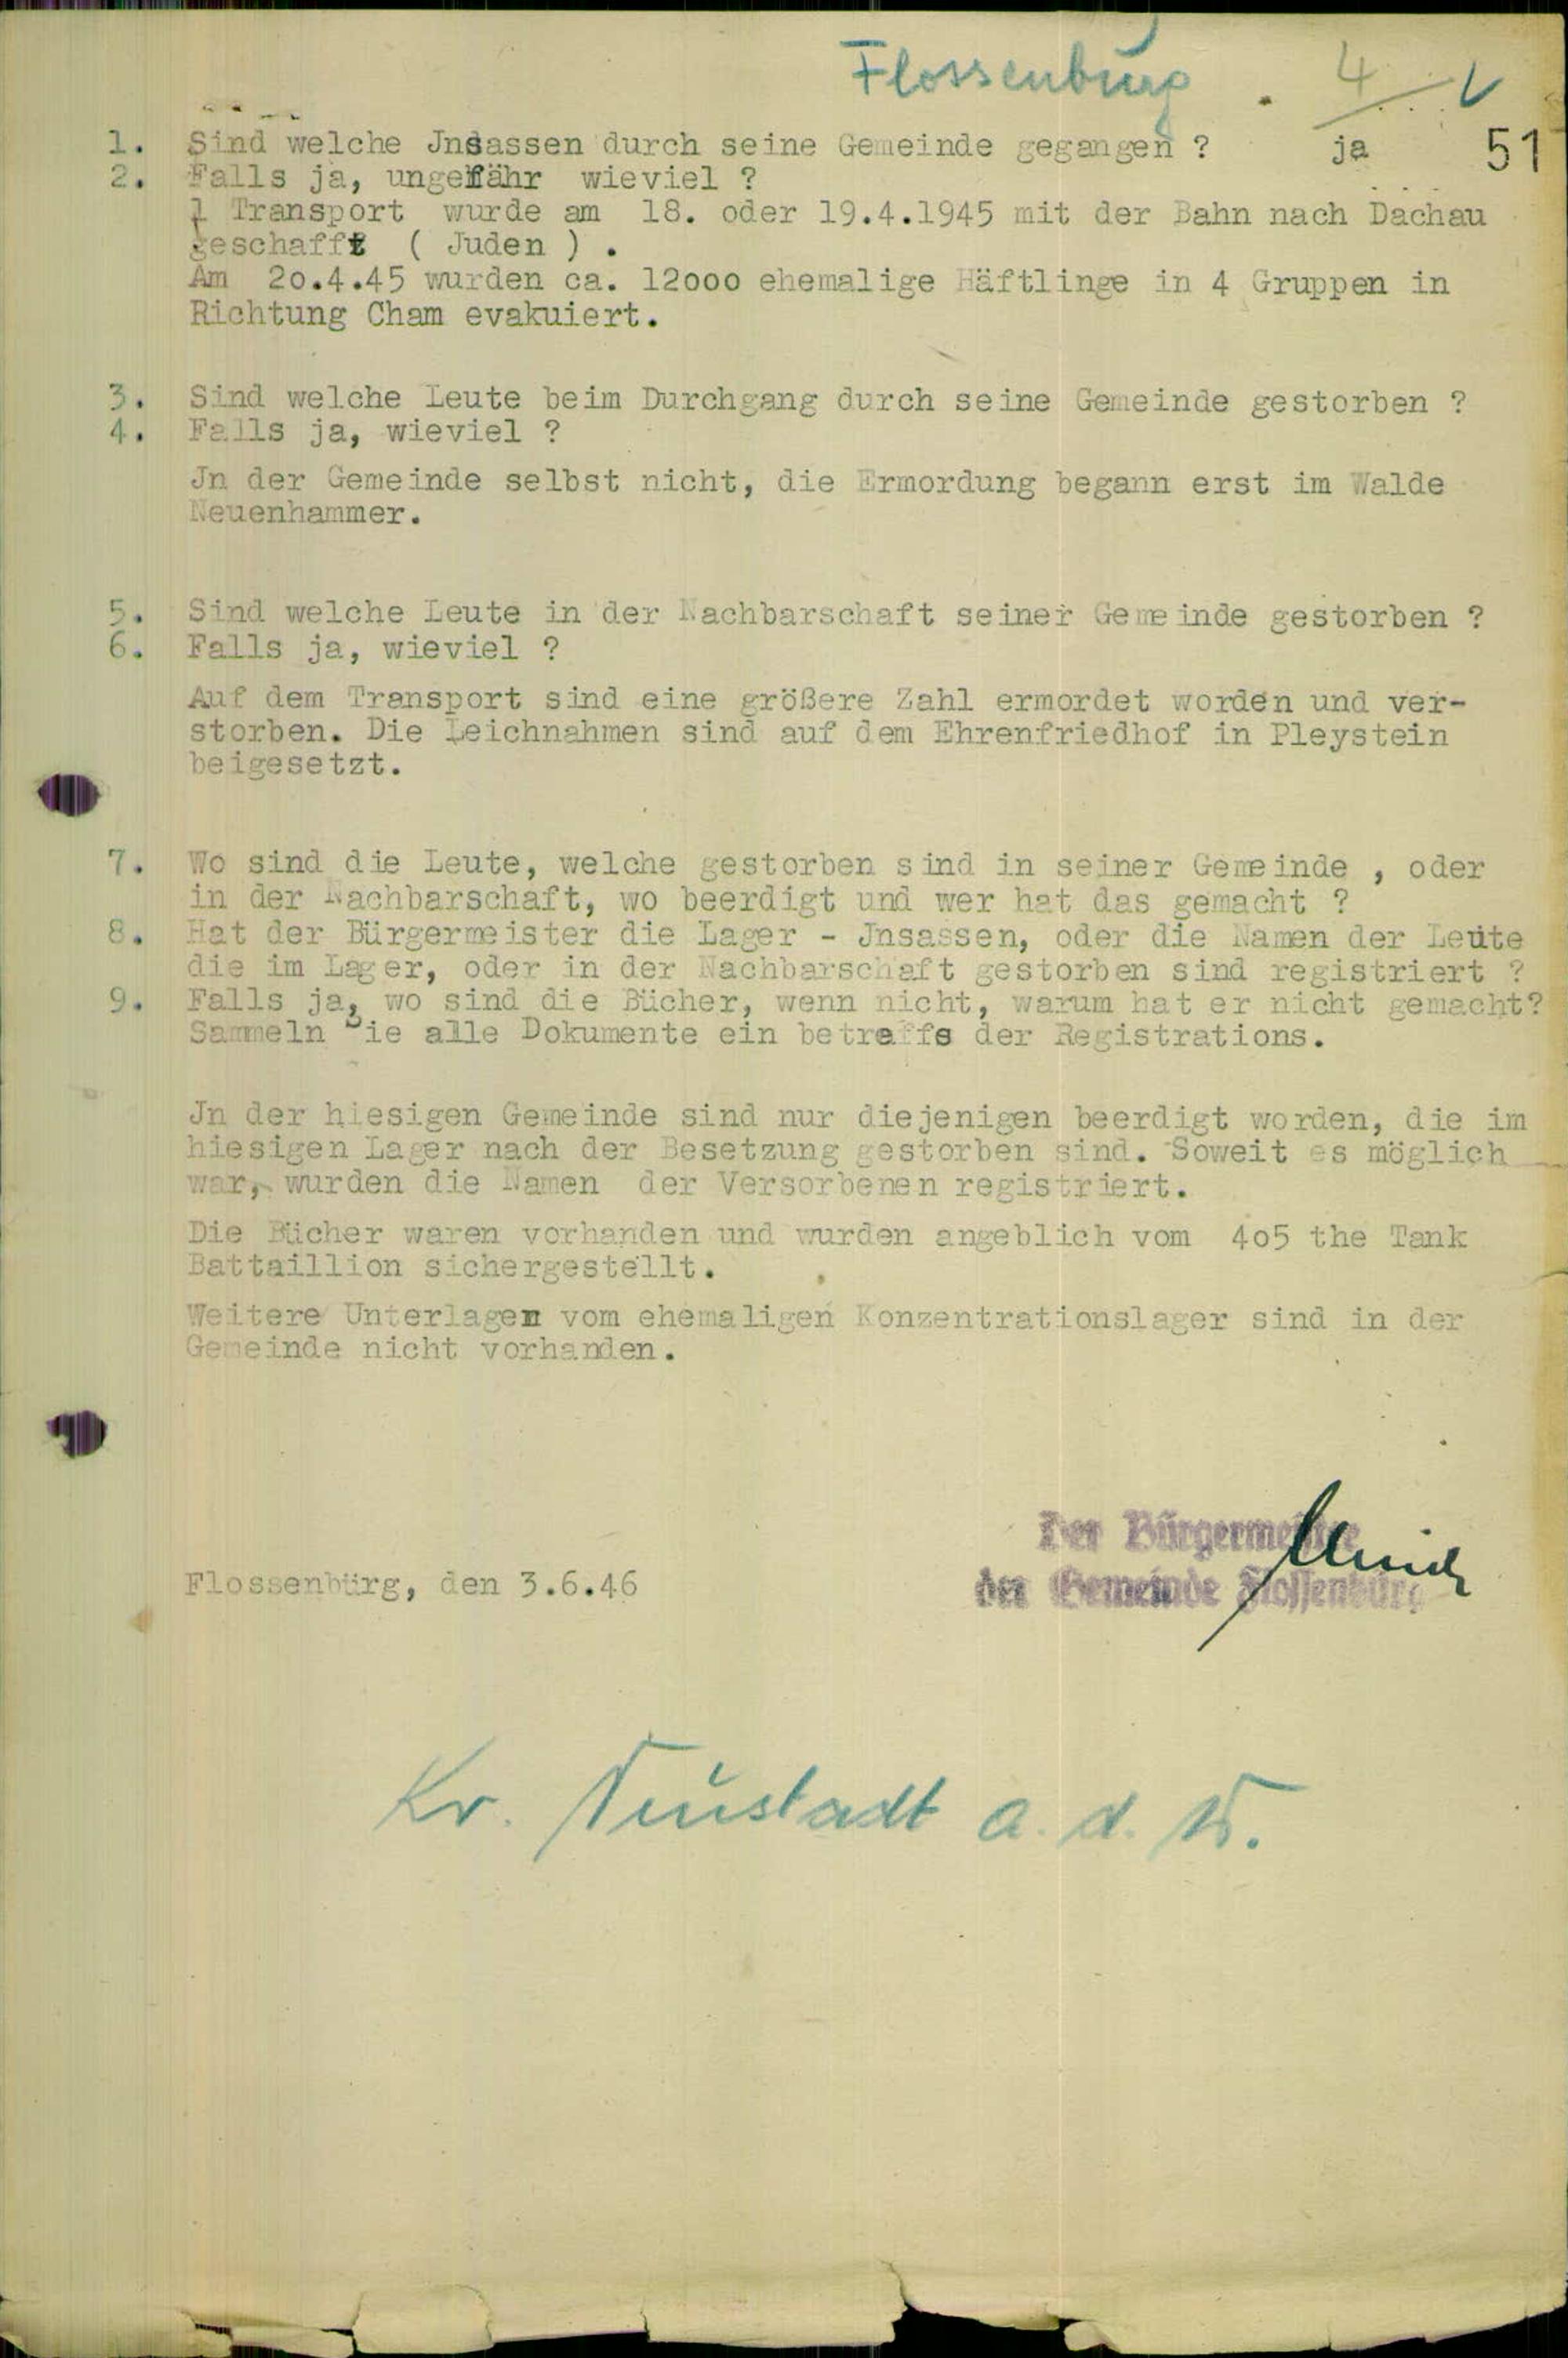 Flossenbürg . 4 ✓
51
1. Sind welche Jnsassen durch seine Gemeinde gegangen ? ja
2. Falls ja, ungefähr wieviel ?
1 Transport wurde am 18. oder 19.4.1945 mit der Bahn nach Dachau
geschafft ( Juden ) .
Am 2o.4.45 wurden ca. 12ooo ehemalige Häftlinge in 4 Gruppen in
Richtung Cham evakuiert.
3. Sind welche Leute beim Durchgang durch seine Gemeinde gestorben ?
4. Falls ja, wieviel ?
Jn der Gemeinde selbst nicht, die Ermordung begann erst im Walde
Neuenhammer.
5. Sind welche Leute in der Nachbarschaft seiner Gemeinde gestorben ?
6. Falls ja, wieviel ?
Auf dem Transport sind eine größere Zahl ermordet worden und ver-
storben. Die Leichnahmen sind auf dem Ehrenfriedhof in Pleystein
beigesetzt.
7. Wo sind die Leute, welche gestorben sind in seiner Gemeinde , oder
in der Nachbarschaft, wo beerdigt und wer hat das gemacht ?
8. Hat der Bürgermeister die Lager - Jnsassen, oder die Namen der Leute
die im Lager, oder in der Nachbarschaft gestorben sind registriert ?
9. Falls ja, wo sind die Bücher, wenn nicht, warum hat er nicht gemacht?
Sammeln Sie alle Dokumente ein betreffs der Registrations.
Jn der hiesigen Gemeinde sind nur diejenigen beerdigt worden, die im
hiesigen Lager nach der Besetzung gestorben sind. Soweit es möglich
war, wurden die Namen der Versorbenen registriert.
Die Bücher waren vorhanden und wurden angeblich vom 4o5 the Tank
Battaillion sichergestellt.
Weitere Unterlagen vom ehemaligen Konzentrationslager sind in der
Gemeinde nicht vorhanden.
Der Bürgermeister
der Gemeinde Flossenbürg
Flossenbürg, den 3.6.46
Kr. Neustadt a. d. W.